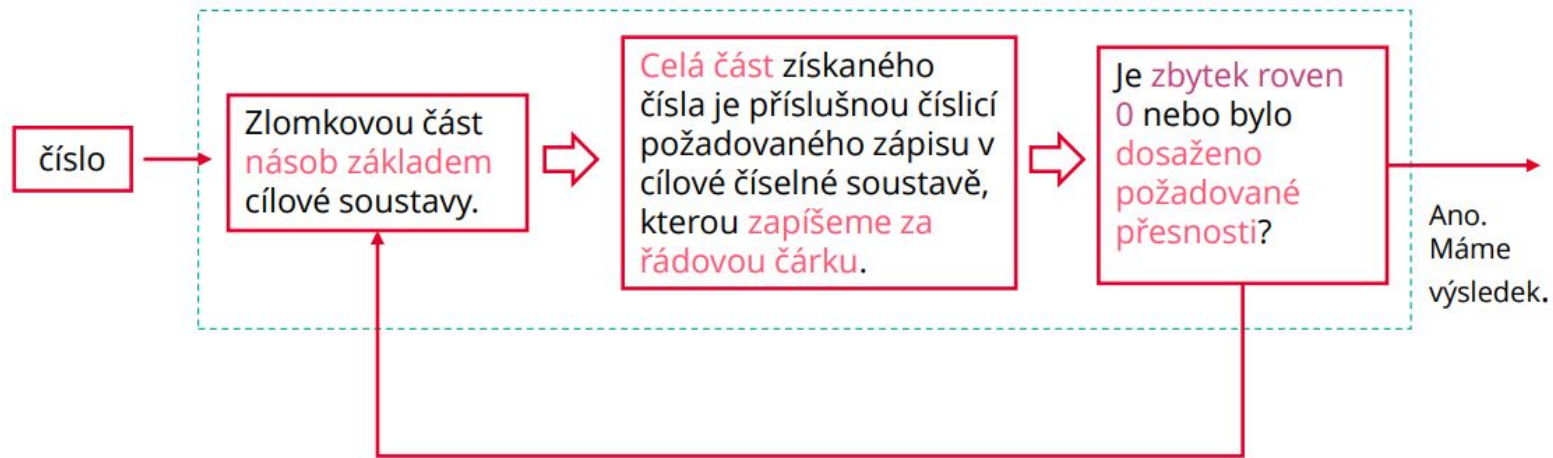 číslo
Zlomkovou část
násob základem
cílové soustavy.
Celá část získaného
čísla je příslušnou číslicí
požadovaného zápisu v
cílové číselné soustavě,
kterou zapíšeme za
řádovou čárku.
Je zbytek roven
0 nebo bylo
dosaženo
požadované
přesnosti?
Ano.
Máme
výsledek.